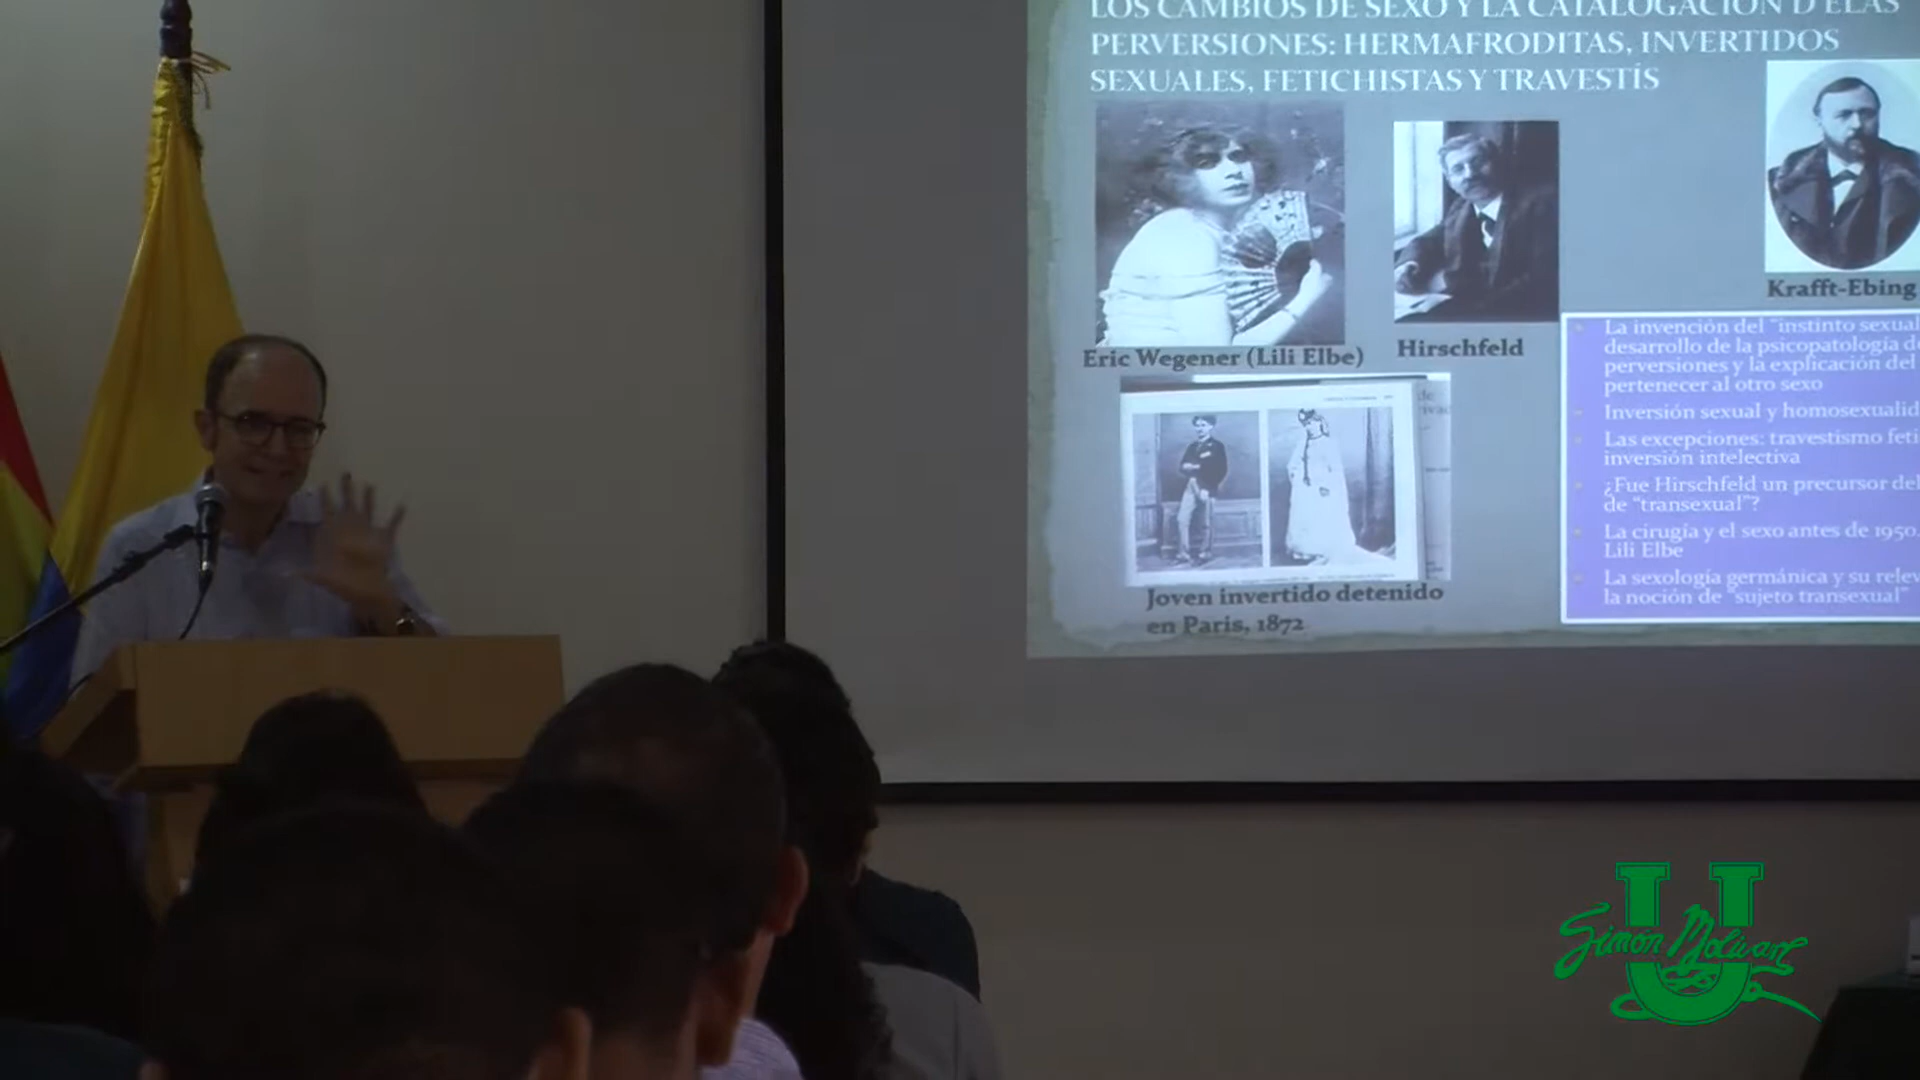 LOS CAMBIOS DE SEXO Y LA CATALOGACIÓN D ELAS
PERVERSIONES: HERMAFRODITAS, INVERTIDOS
SEXUALES, FETICHISTAS Y TRAVESTÍS
Krafft-Ebing
Eric Wegener (Lili Elbe)
Hirschfeld
Joven invertido detenido
en Paris, 1872
La invención del "instinto sexual
desarrollo de la psicopatología de
perversiones y la explicación del
pertenecer al otro sexo
Inversión sexual y homosexualid
Las excepciones: travestismo feti
inversión intelectiva
¿Fue Hirschfeld un precursor del
de "transexual"?
La cirugía y el sexo antes de 1950.
Lili Elbe
La sexología germánica y su relev
la noción de "sujeto transexual"
U
Simón Bolívar